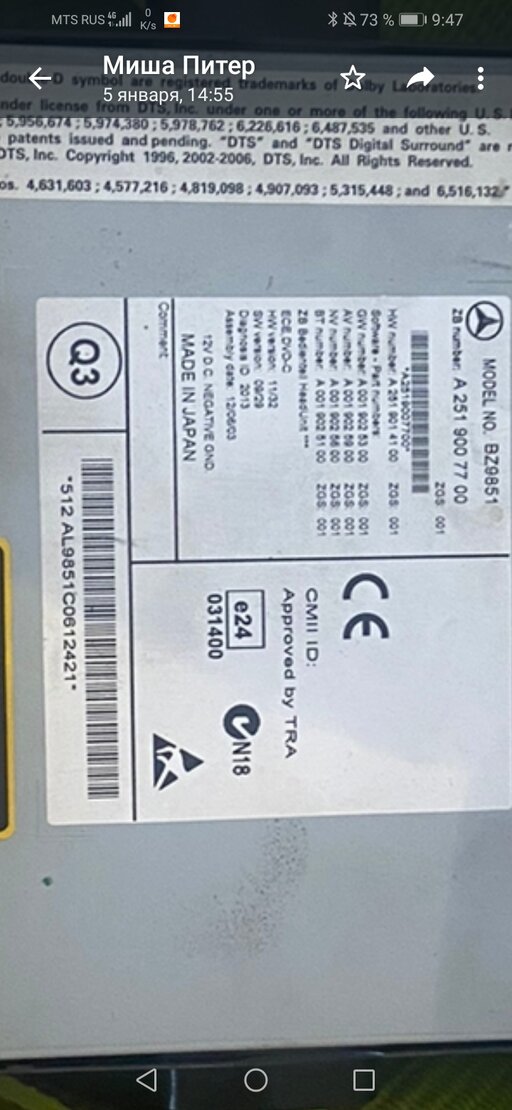 MTS RUS 4G
0
K/s
73 %
9:47
Миша Питер
5 января, 14:55
D symbol are registered trademarks of Dolby Laboratories
nder license from DTS, Inc. under one or more of the following U. S.
5,956,674 ; 5,974,380 ; 5,978,762 ; 6,226,616 ; 6,487,535 and other U. S.
patents issued and pending. "DTS" and "DTS Digital Surround" are r
DTS, Inc. Copyright 1996, 2002-2006, DTS, Inc. All Rights Reserved.
os. 4,631,603 ; 4,577,216 ; 4,819,098 ; 4,907,093 ; 5,315,448 ; and 6,516,132."
MODEL NO. BZ9851
ZB number: A 251 900 77 00
ZGS: 001
*A2519007700*
HW number: A 251 901 41 00 ZGS: 001
Software - Part numbers
GW number: A 001 902 53 00 ZGS: 001
AV number: A 001 902 59 00 ZGS: 001
NV number: A 001 902 56 00 ZGS: 001
BT number: A 001 902 51 00 ZGS: 001
ZB Bedienteil HeadUnit ***
ECE,DVD-C
HW version: 11/32
SW version: 09/29
Diagnosis ID: 2013
Assembly date: 12/06/03
12V D.C. NEGATIVE GND.
MADE IN JAPAN
Comment
CE
CMII ID:
Approved by TRA
e24
031400
N18
Q3
*512 AL9851C0612421*